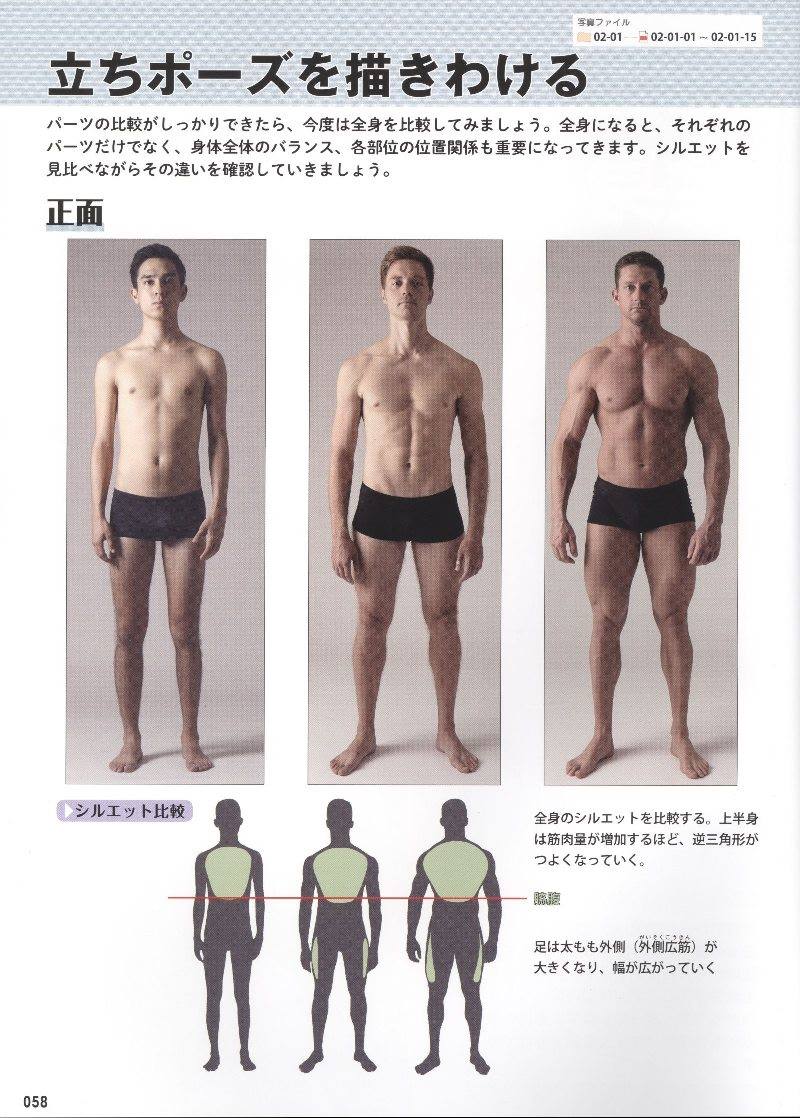 写真ファイル
02-01 02-01-01 ~ 02-01-15
立ちポーズを描きわける
パーツの比較がしっかりできたら、今度は全身を比較してみましょう。全身になると、それぞれの
パーツだけでなく、身体全体のバランス、各部位の位置関係も重要になってきます。シルエットを
見比べながらその違いを確認していきましょう。
正面
シルエット比較
全身のシルエットを比較する。上半身
は筋肉量が増加するほど、逆三角形が
つよくなっていく。
がいそくこうきん
足は太もも外側（外側広筋）が
大きくなり、幅が広がっていく
058